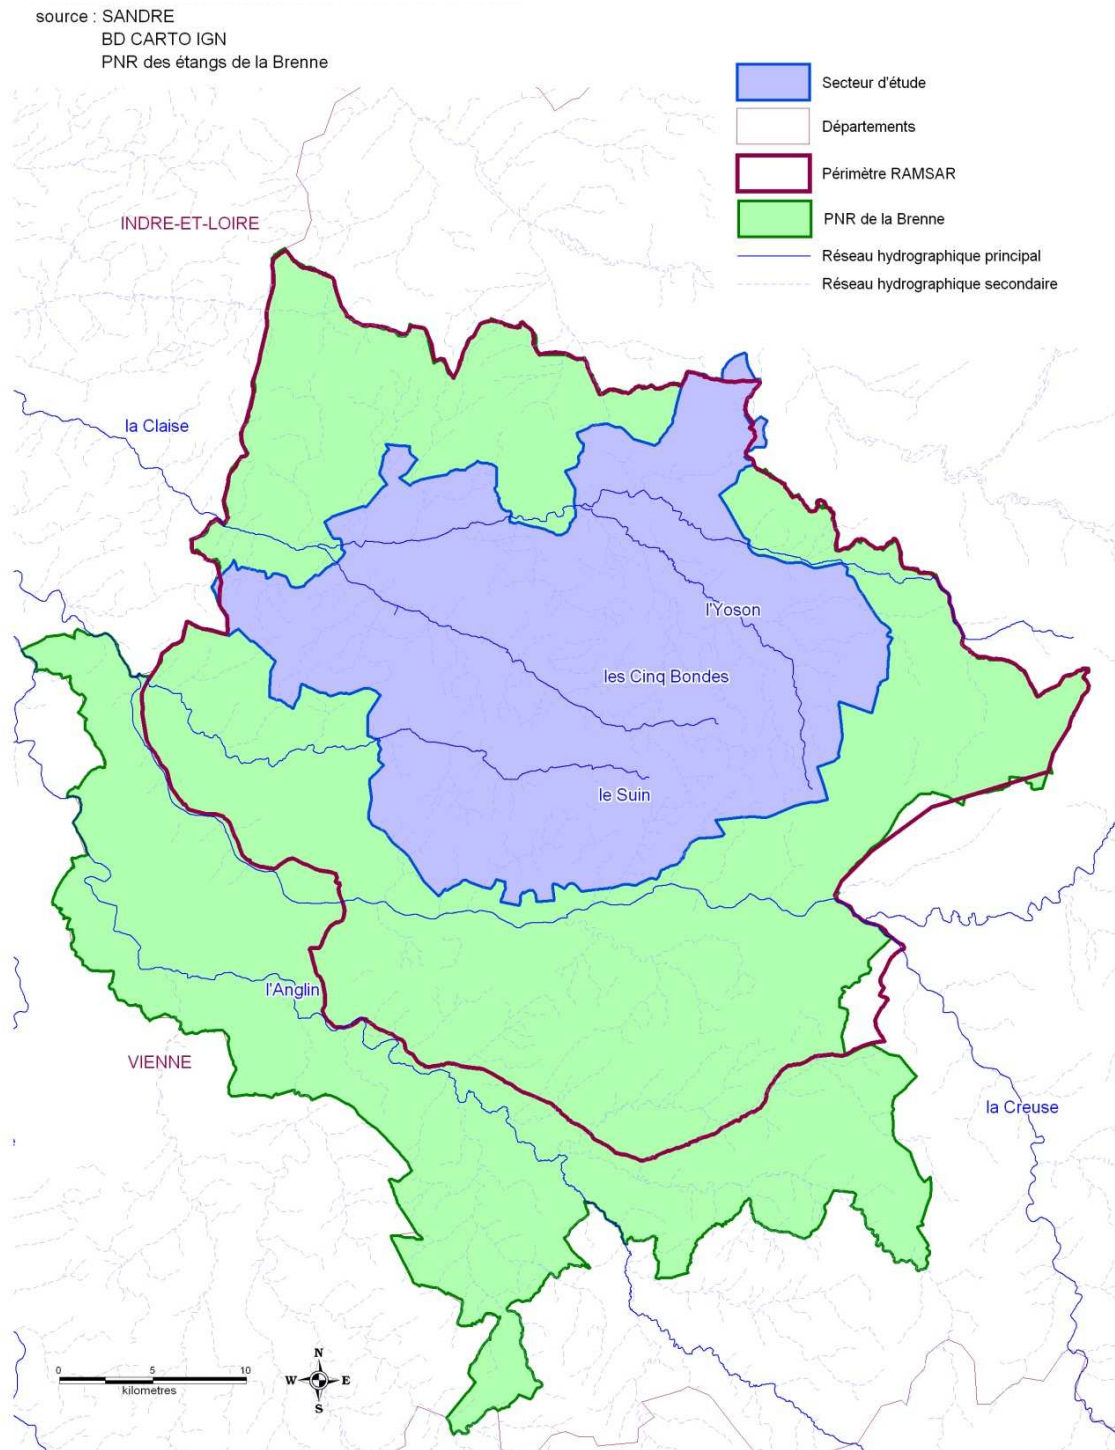 source : SANDRE
BD CARTO IGN
PNR des étangs de la Brenne
Secteur d'étude
Départements
Périmètre RAMSAR
PNR de la Brenne
Réseau hydrographique principal
Réseau hydrographique secondaire
INDRE-ET-LOIRE
la Claise
l'Yoson
les Cinq Bondes
le Suin
l'Anglin
VIENNE
la Creuse
e
0 5 10
kilometres
N
W E
S